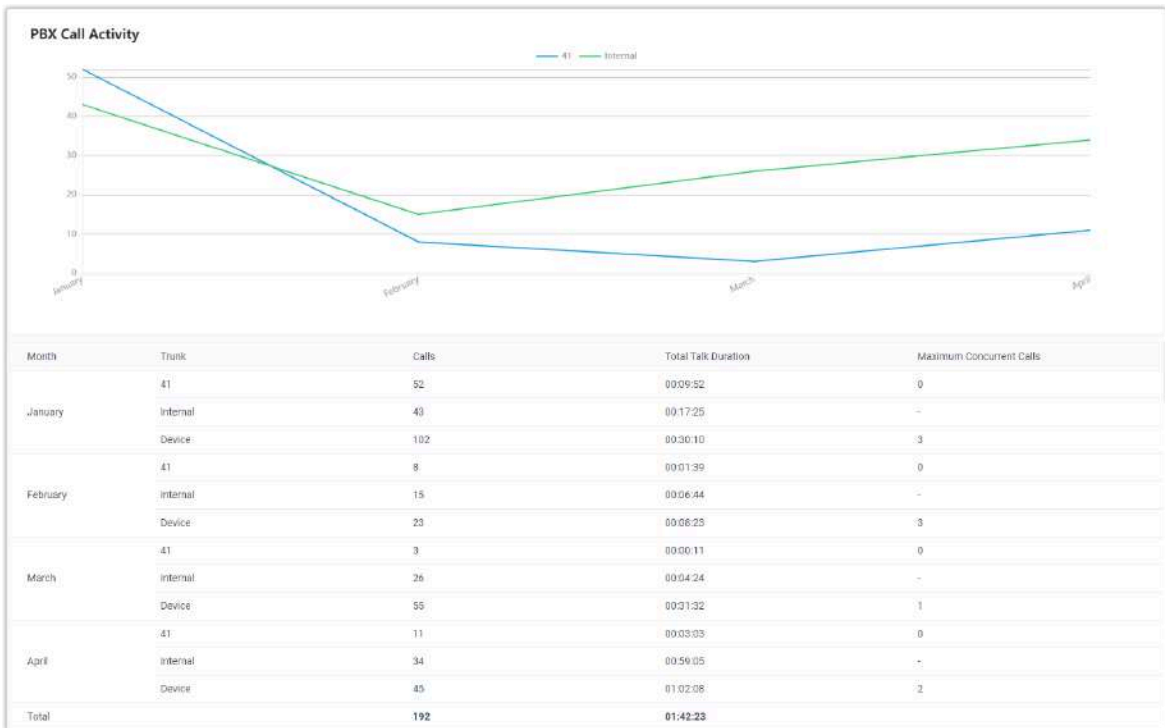 PBX Call Activity
41 Internal
50
40
30
20
10
0
January February March April
Month Trunk Calls Total Talk Duration Maximum Concurrent Calls
41 52 00:09:52 0
January Internal 43 00:17:25 -
Device 102 00:30:10 3
41 8 00:01:39 0
February Internal 15 00:06:44 -
Device 23 00:08:23 3
41 3 00:00:11 0
March Internal 26 00:04:24 -
Device 55 00:31:32 1
41 11 00:03:03 0
April Internal 34 00:59:05 -
Device 45 01:02:08 2
Total 192 01:42:23